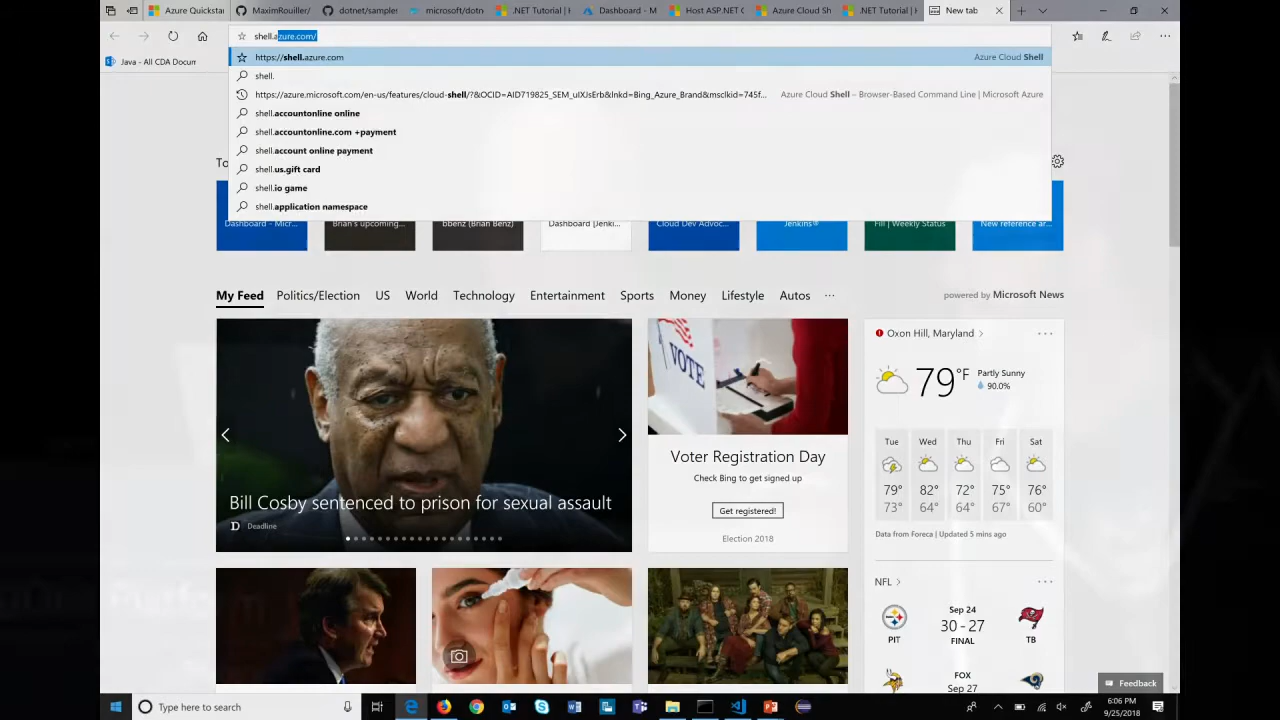 Azure Quickstar
MaximRouiller/
dotnet/sampler
microsoft/dotn
.NET Tutorial | H
Dashboard - M
Host ASP.NET C
Azure Cloud Sh
.NET Tutorial | H
New tab
shell.azure.com/
Java - All CDA Docum
https://shell.azure.com
Azure Cloud Shell
shell.
https://azure.microsoft.com/en-us/features/cloud-shell/?&OCID=AID719825_SEM_uIXJsErb&lnkd=Bing_Azure_Brand&msclkid=745f...
Azure Cloud Shell – Browser-Based Command Line | Microsoft Azure
shell.accountonline online
shell.accountonline.com +payment
shell.account online payment
shell.us.gift card
shell.io game
shell.application namespace
To
Dashboard - Micr...
Brian's upcoming...
bbenz (Brian Benz)
Dashboard [Jenki...
Cloud Dev Advoc...
Jenkins®
Fill | Weekly Status
New reference ar...
My Feed
Politics/Election
US
World
Technology
Entertainment
Sports
Money
Lifestyle
Autos
powered by Microsoft News
VOTE
Bill Cosby sentenced to prison for sexual assault
Deadline
Voter Registration Day
Check Bing to get signed up
Get registered!
Election 2018
Oxon Hill, Maryland
79°F
Partly Sunny
90.0%
Tue Wed Thu Fri Sat
79° 82° 72° 75° 76°
73° 64° 64° 67° 60°
Data from Foreca | Updated 5 mins ago
NFL
Sep 24
30 - 27
FINAL
PIT
TB
FOX
Sep 27
Feedback
Type here to search
6:06 PM
9/25/2018